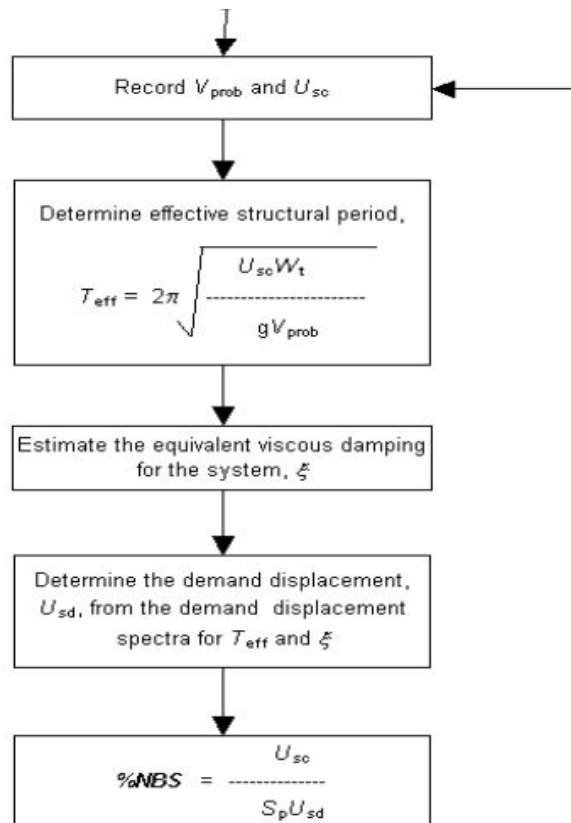 Record V_prob and U_sc
Determine effective structural period,
T_eff = 2π √ U_sc W_t
----------------------
gV_prob
Estimate the equivalent viscous damping
for the system, ξ
Determine the demand displacement,
U_sd, from the demand displacement
spectra for T_eff and ξ
%NBS = U_sc
--------------
S_p U_sd